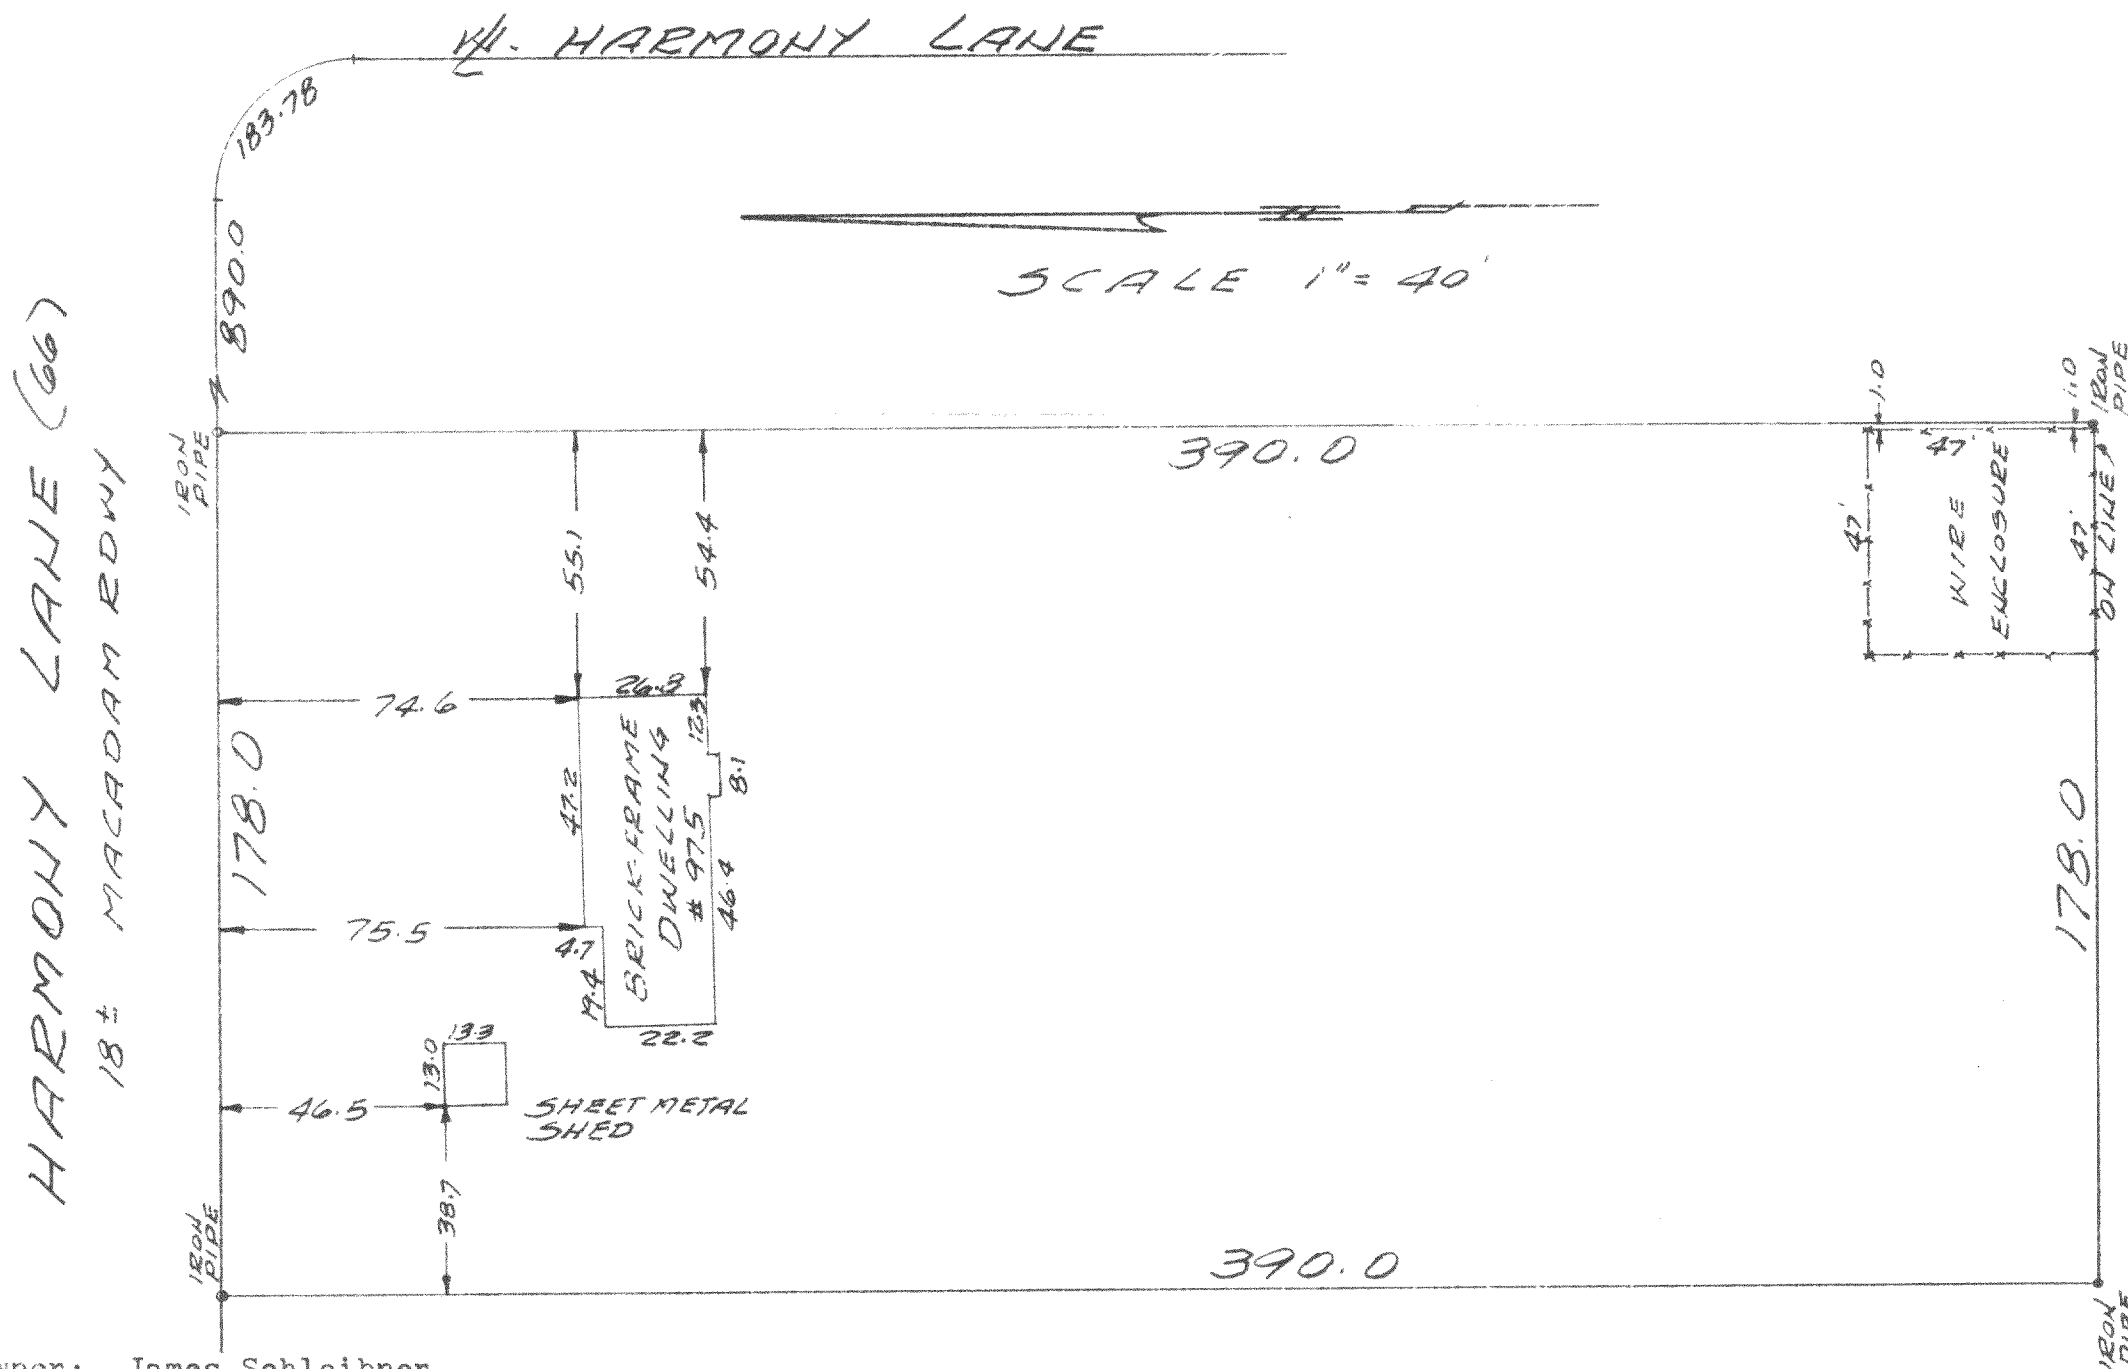 W. HARMONY LANE
183.78
890.0
SCALE 1"= 40'
HARMONY LANE (66)
18 ± MACADAM RDWY
IRON
PIPE
390.0
1.0
1.0
IRON
PIPE
47'
47'
47'
WIRE
ENCLOSURE
ON LINE
55.1
54.4
74.6
26.3
12.3
8.1
47.2
BRICK-FRAME
DWELLING
# 975
46.4
178.0
178.0
75.5
4.7
19.4
22.2
13.3
13.0
46.5
SHEET METAL
SHED
38.7
IRON
PIPE
390.0
IRON
PIPE
James Schleibner